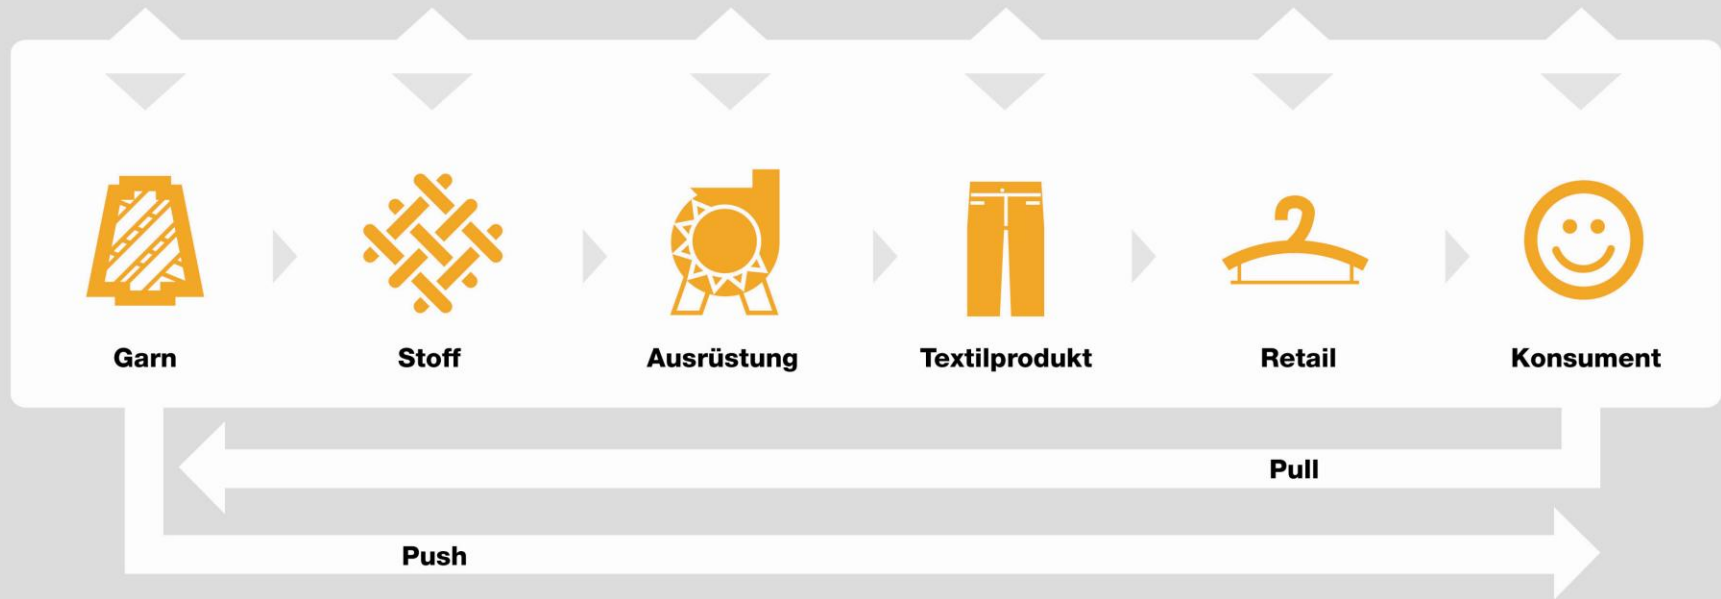 Garn
Stoff
Ausrüstung
Textilprodukt
Retail
Konsument
Pull
Push